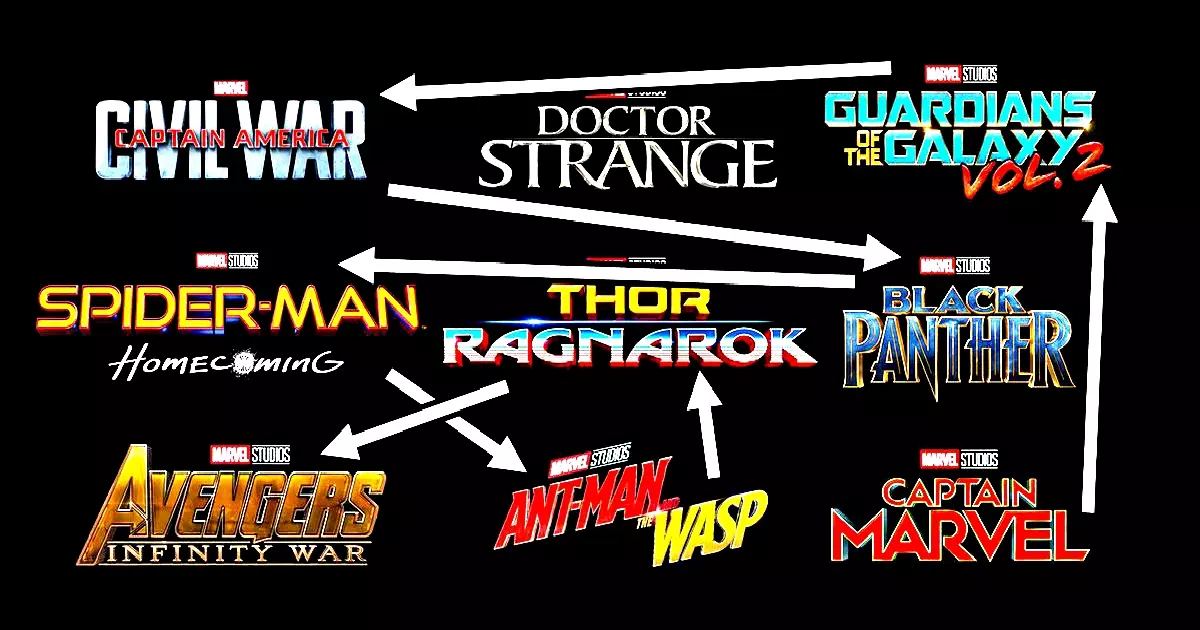 MARVEL
CIVIL WAR
CAPTAIN AMERICA
STUDIOS
DOCTOR
STRANGE
MARVEL STUDIOS
GUARDIANS
OF THE GALAXY
VOL. 2
MARVEL STUDIOS
SPIDER-MAN
HOMECOMING
THOR
RAGNAROK
MARVEL STUDIOS
BLACK
PANTHER
MARVEL STUDIOS
AVENGERS
INFINITY WAR
MARVEL STUDIOS
ANT-MAN
AND THE
WASP
MARVEL STUDIOS
CAPTAIN
MARVEL